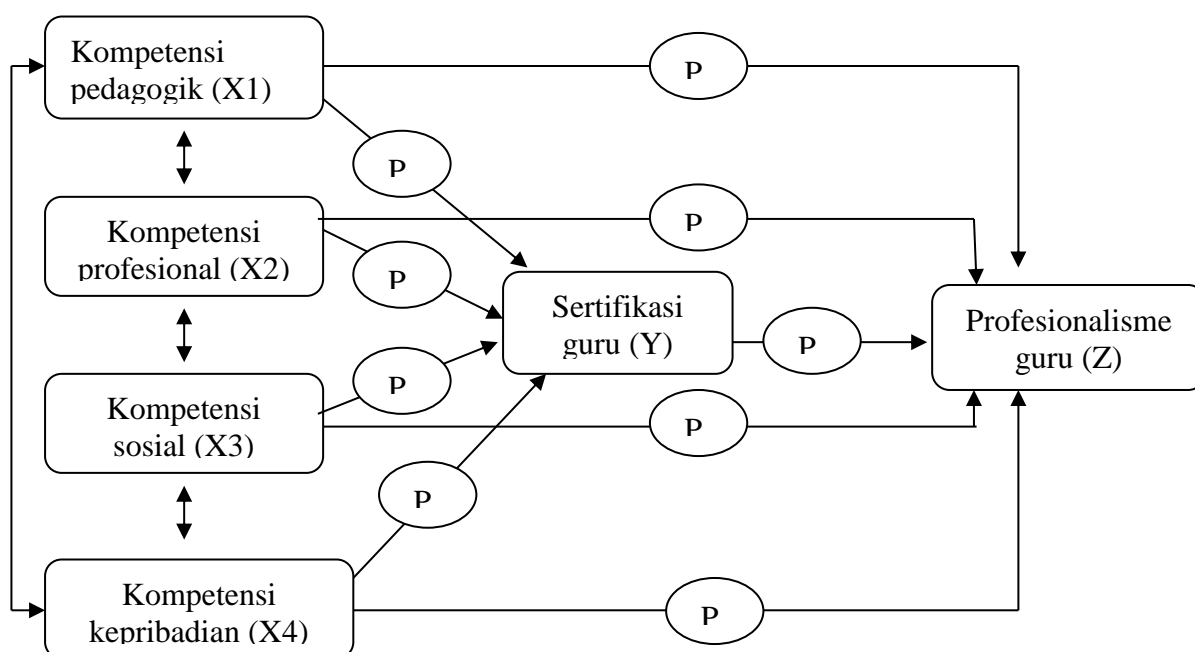 Kompetensi
pedagogik (X1)
P
P
Kompetensi
profesional (X2)
P
P
Sertifikasi
guru (Y)
P
Profesionalisme
guru (Z)
Kompetensi
sosial (X3)
P
P
P
Kompetensi
kepribadian (X4)
P